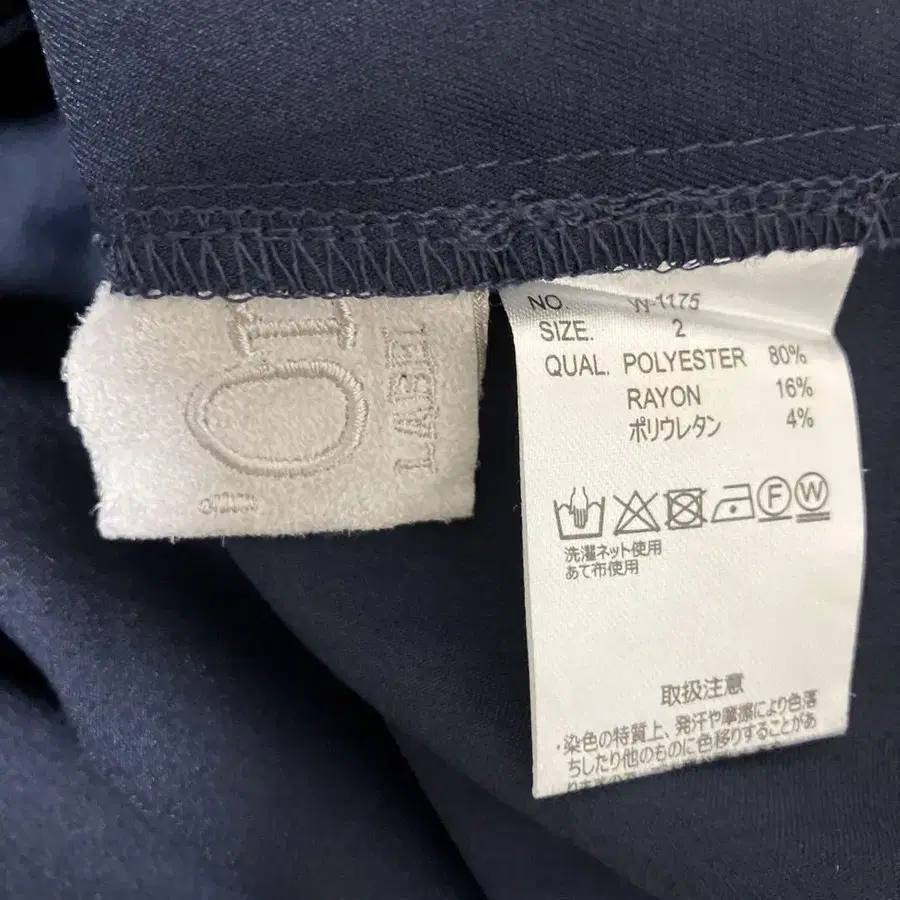 NO W-1175
SIZE. 2
QUAL. POLYESTER 80%
RAYON 16%
ポリウレタン 4%
F W
洗濯ネット使用
あて布使用
取扱注意
・染色の特質上、発汗や摩擦により色落
ちしたり他のものに色移りすることがあ